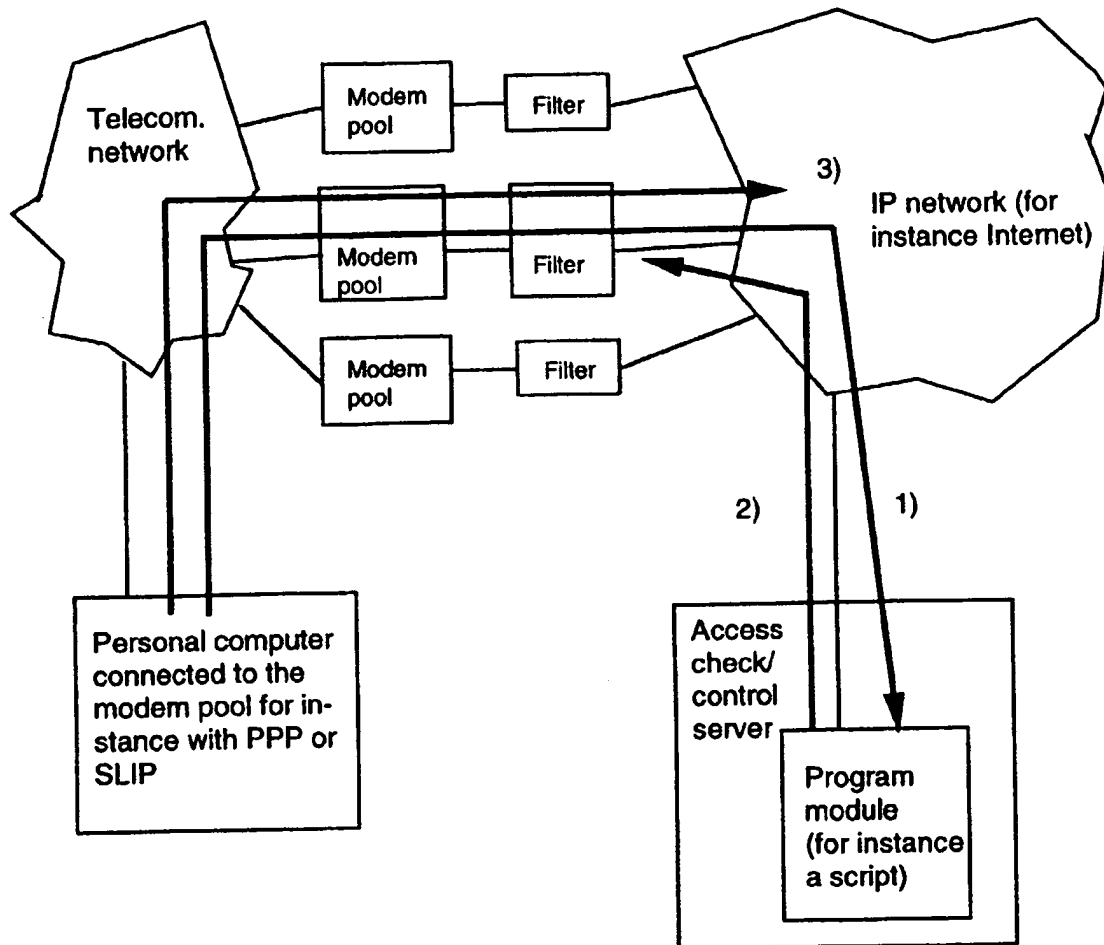 Telecom.
network
Modem
pool
Filter
Modem
pool
Filter
Modem
pool
Filter
3)
IP network (for
instance Internet)
2)
1)
Personal computer
connected to the
modem pool for in-
stance with PPP or
SLIP
Access
check/
control
server
Program
module
(for instance
a script)